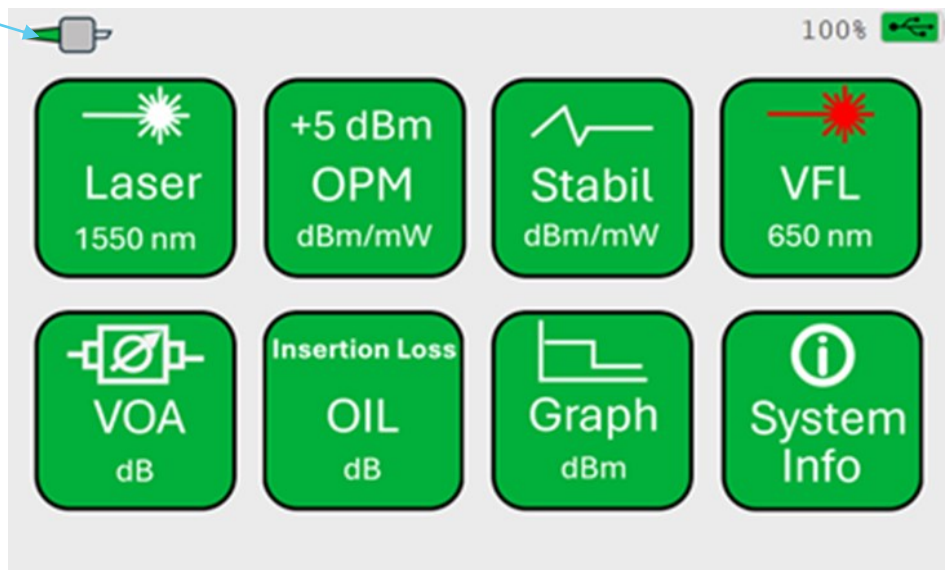 100%
Laser
1550 nm
+5 dBm
OPM
dBm/mW
Stabil
dBm/mW
VFL
650 nm
VOA
dB
Insertion Loss
OIL
dB
Graph
dBm
System
Info